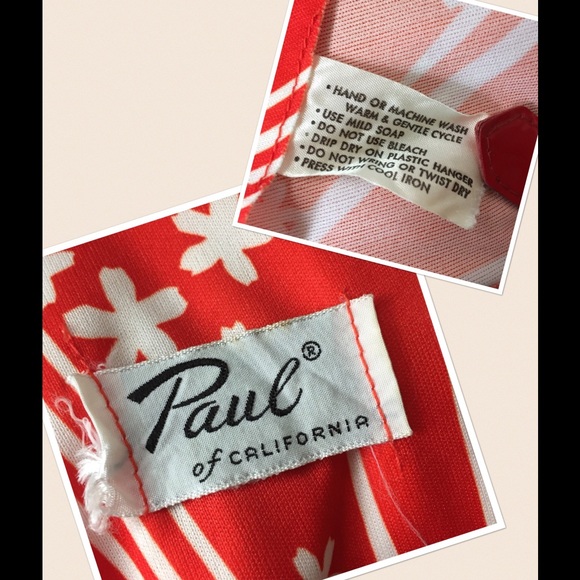 • HAND OR MACHINE WASH
WARM & GENTLE CYCLE
• USE MILD SOAP
• DO NOT USE BLEACH
• DRIP DRY ON PLASTIC HANGER
• DO NOT WRING OR TWIST DRY
• PRESS WITH COOL IRON
Paul®
of CALIFORNIA